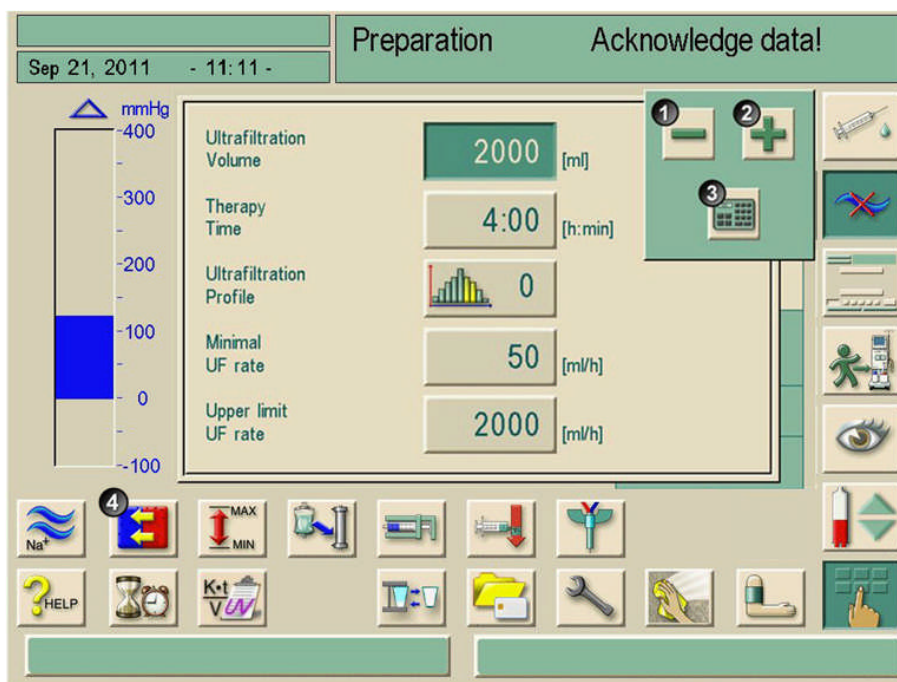 Preparation Acknowledge data!
Sep 21, 2011 - 11:11 -
mmHg
400
300
200
100
0
-100
Ultrafiltration
Volume
2000 [ml]
Therapy
Time
4:00 [h:min]
Ultrafiltration
Profile
0
Minimal
UF rate
50 [ml/h]
Upper limit
UF rate
2000 [ml/h]
1
2
3
4
Na+
MAX
MIN
?HELP
K•t
V UV